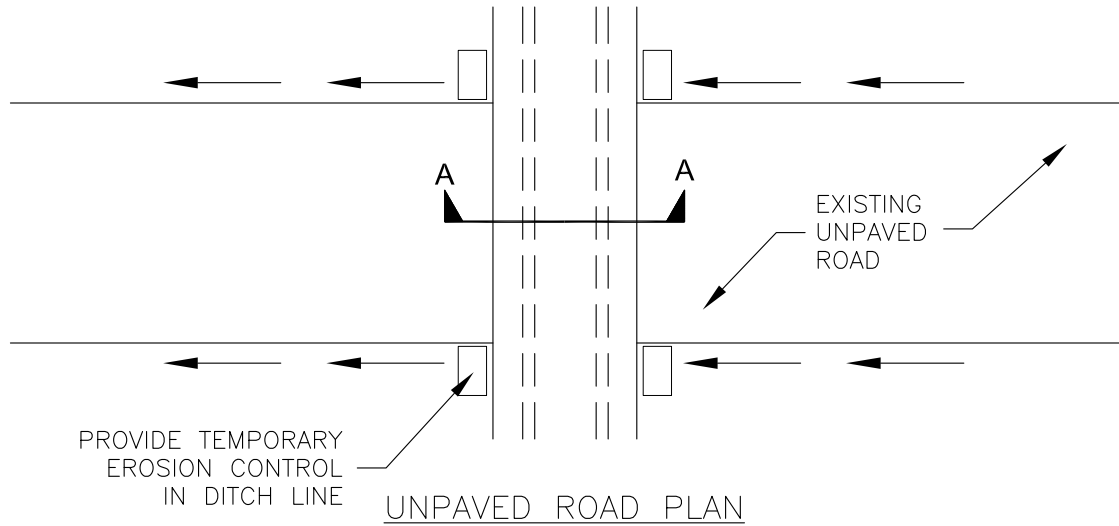 A
A
EXISTING
UNPAVED
ROAD
PROVIDE TEMPORARY
EROSION CONTROL
IN DITCH LINE
UNPAVED ROAD PLAN